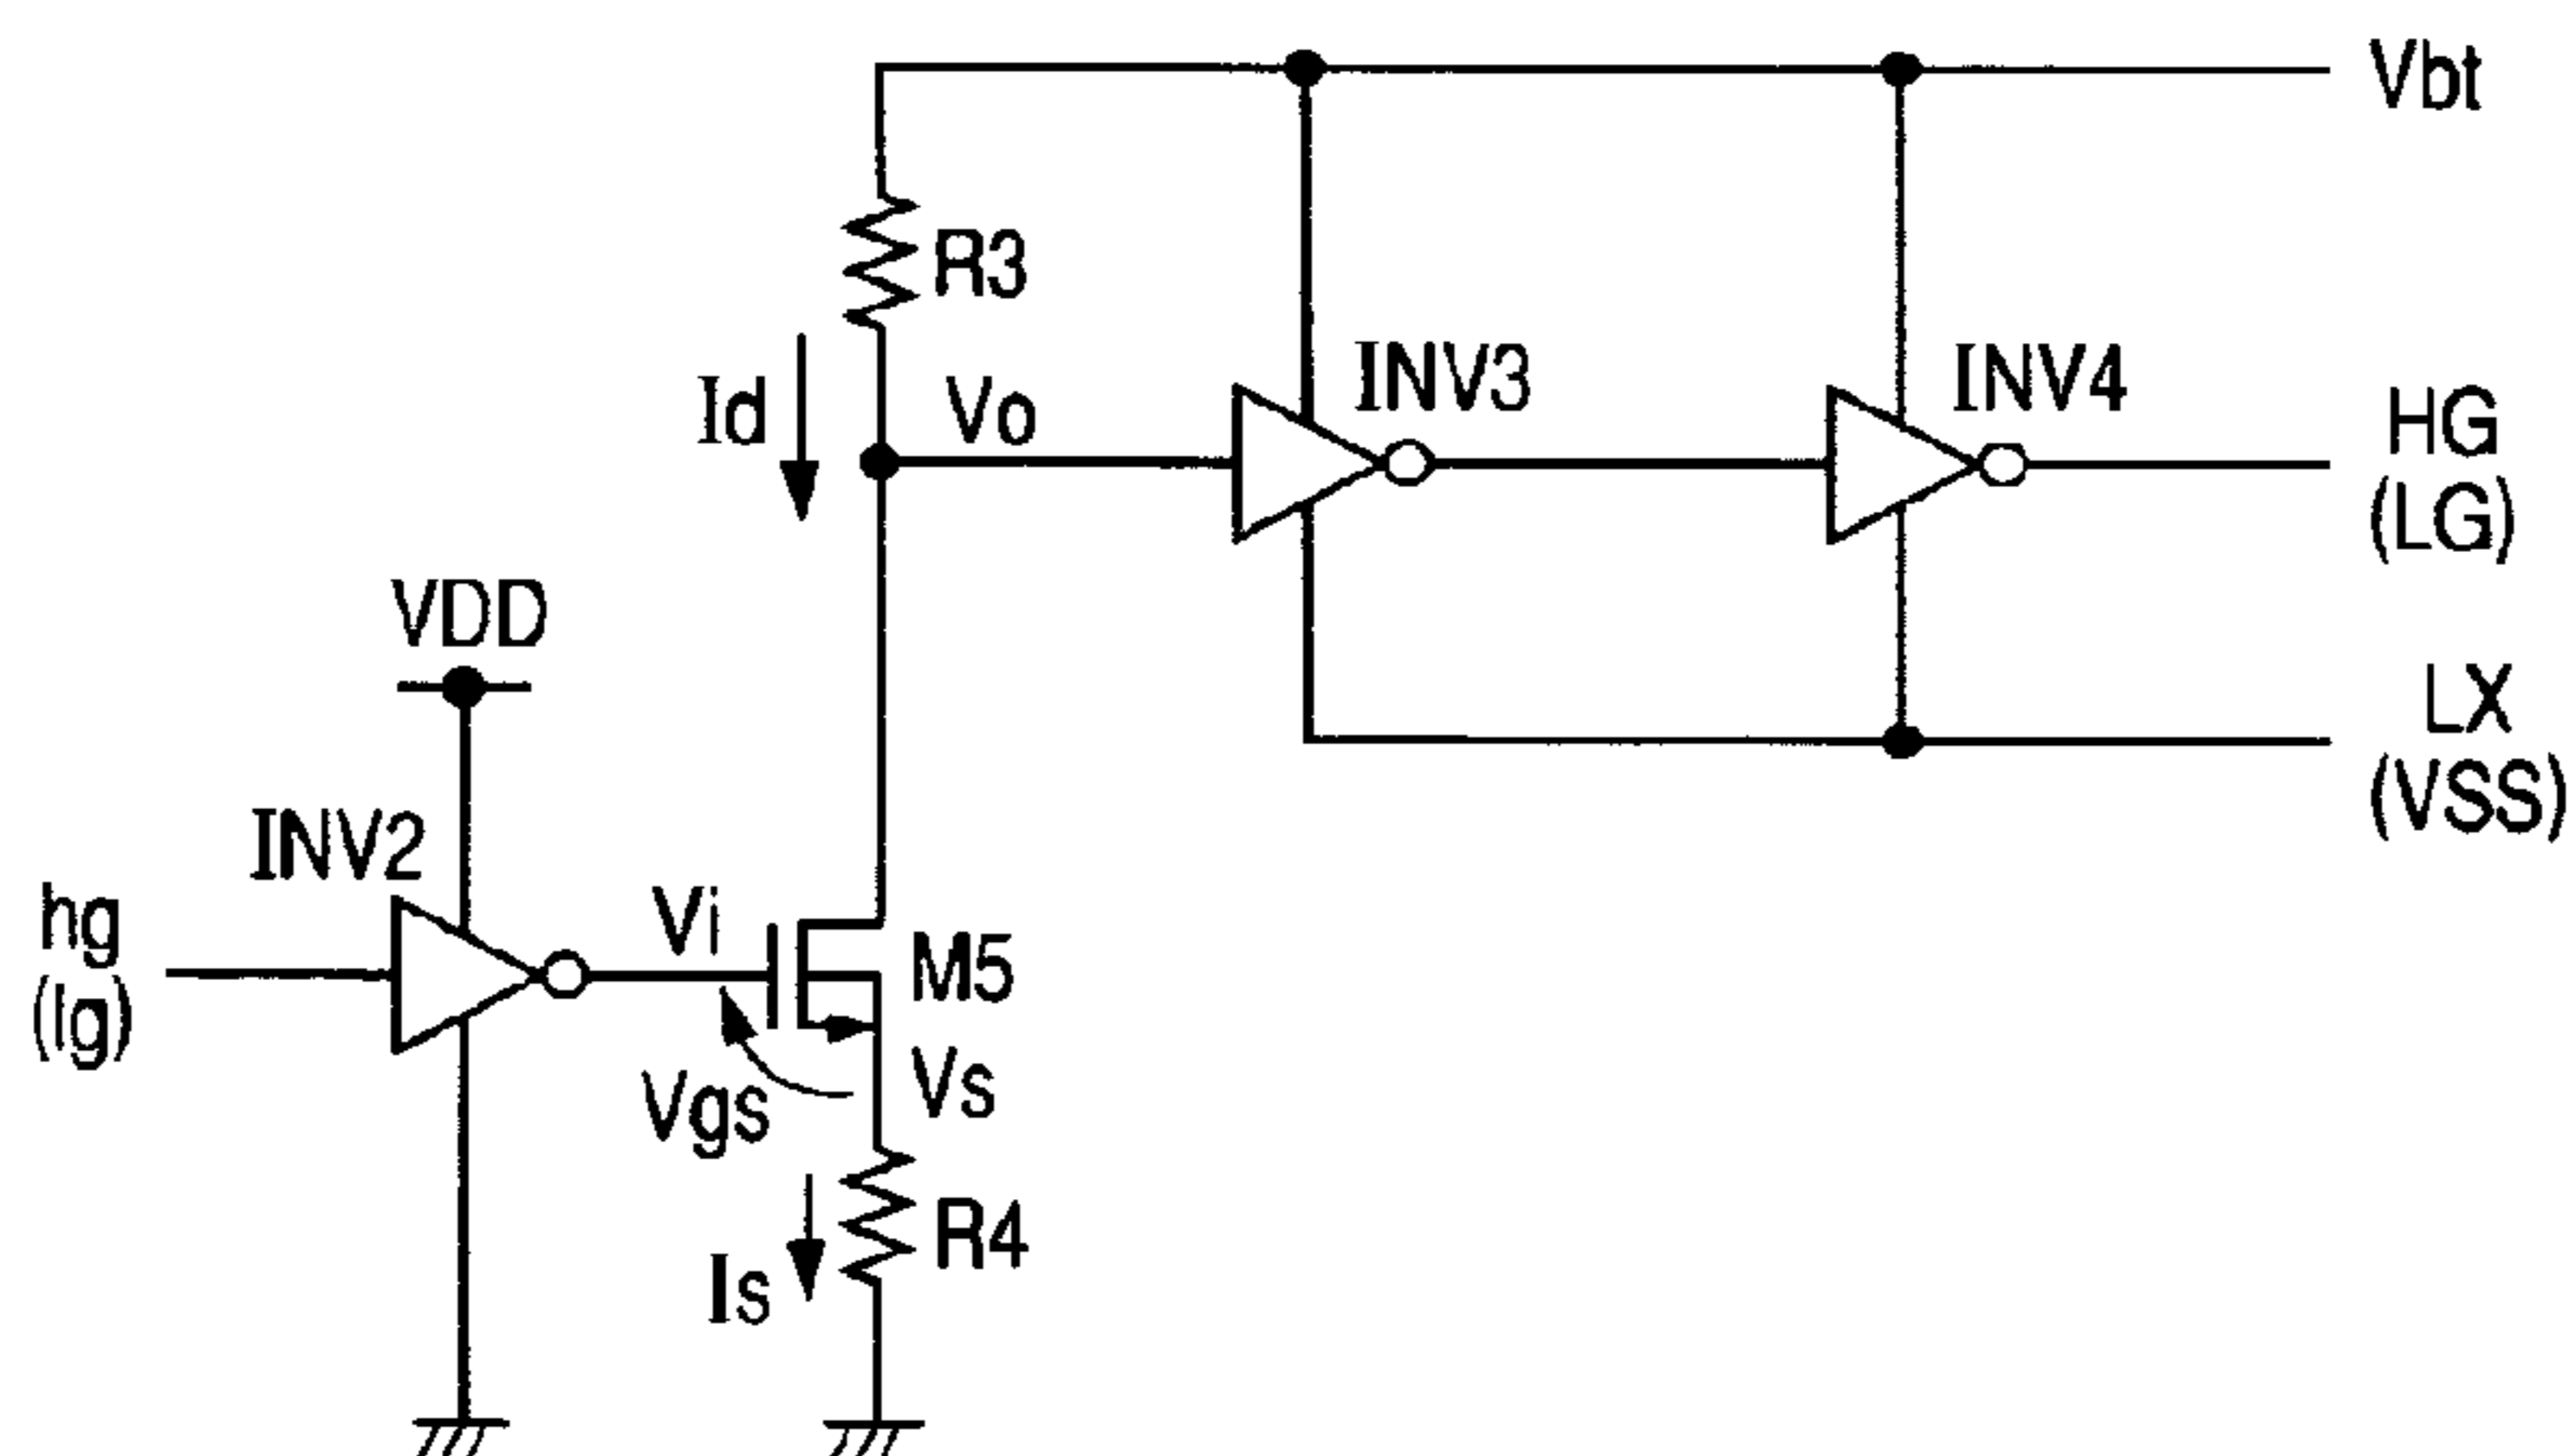 Vbt
R3
Id
Vo
INV3
INV4
HG
(LG)
VDD
LX
(VSS)
INV2
hg
(lg)
Vi
M5
Vgs
Vs
R4
Is